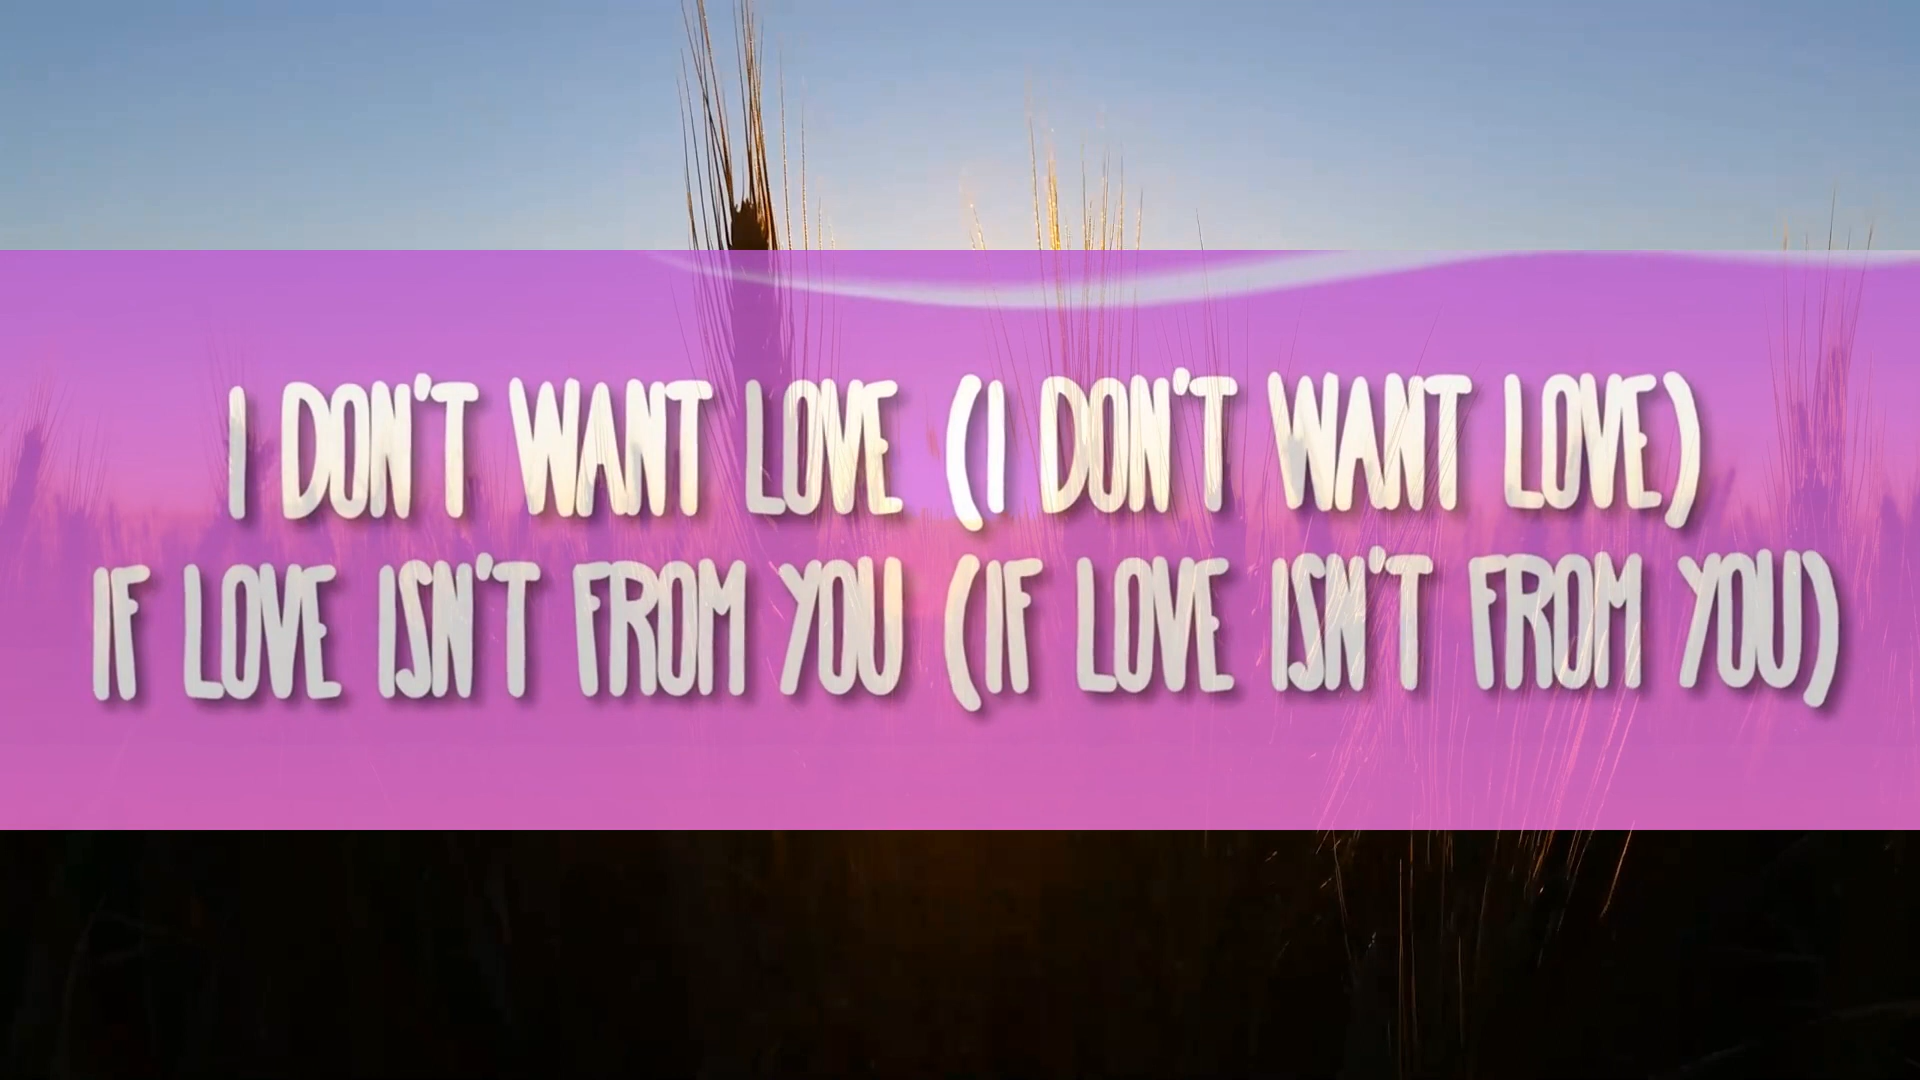 I DON'T WANT LOVE (I DON'T WANT LOVE)
IF LOVE ISN'T FROM YOU (IF LOVE ISN'T FROM YOU)